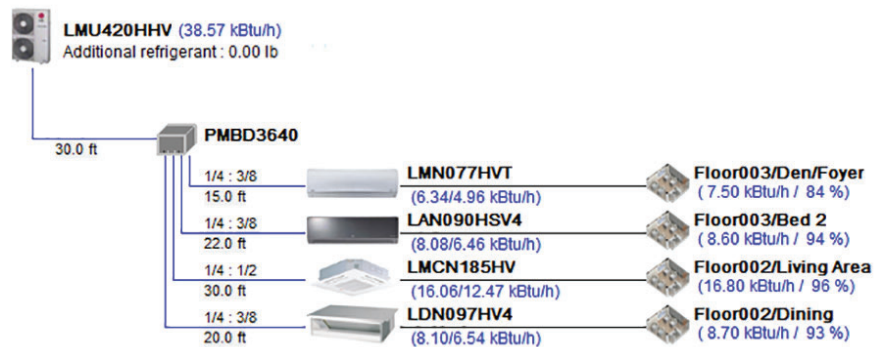 LMU420HHV (38.57 kBtu/h)
Additional refrigerant : 0.00 lb
30.0 ft
PMBD3640
1/4 : 3/8
15.0 ft
LMN077HVT
(6.34/4.96 kBtu/h)
Floor003/Den/Foyer
( 7.50 kBtu/h / 84 %)
1/4 : 3/8
22.0 ft
LAN090HSV4
(8.08/6.46 kBtu/h)
Floor003/Bed 2
( 8.60 kBtu/h / 94 %)
1/4 : 1/2
30.0 ft
LMCN185HV
(16.06/12.47 kBtu/h)
Floor002/Living Area
(16.80 kBtu/h / 96 %)
1/4 : 3/8
20.0 ft
LDN097HV4
(8.10/6.54 kBtu/h)
Floor002/Dining
( 8.70 kBtu/h / 93 %)